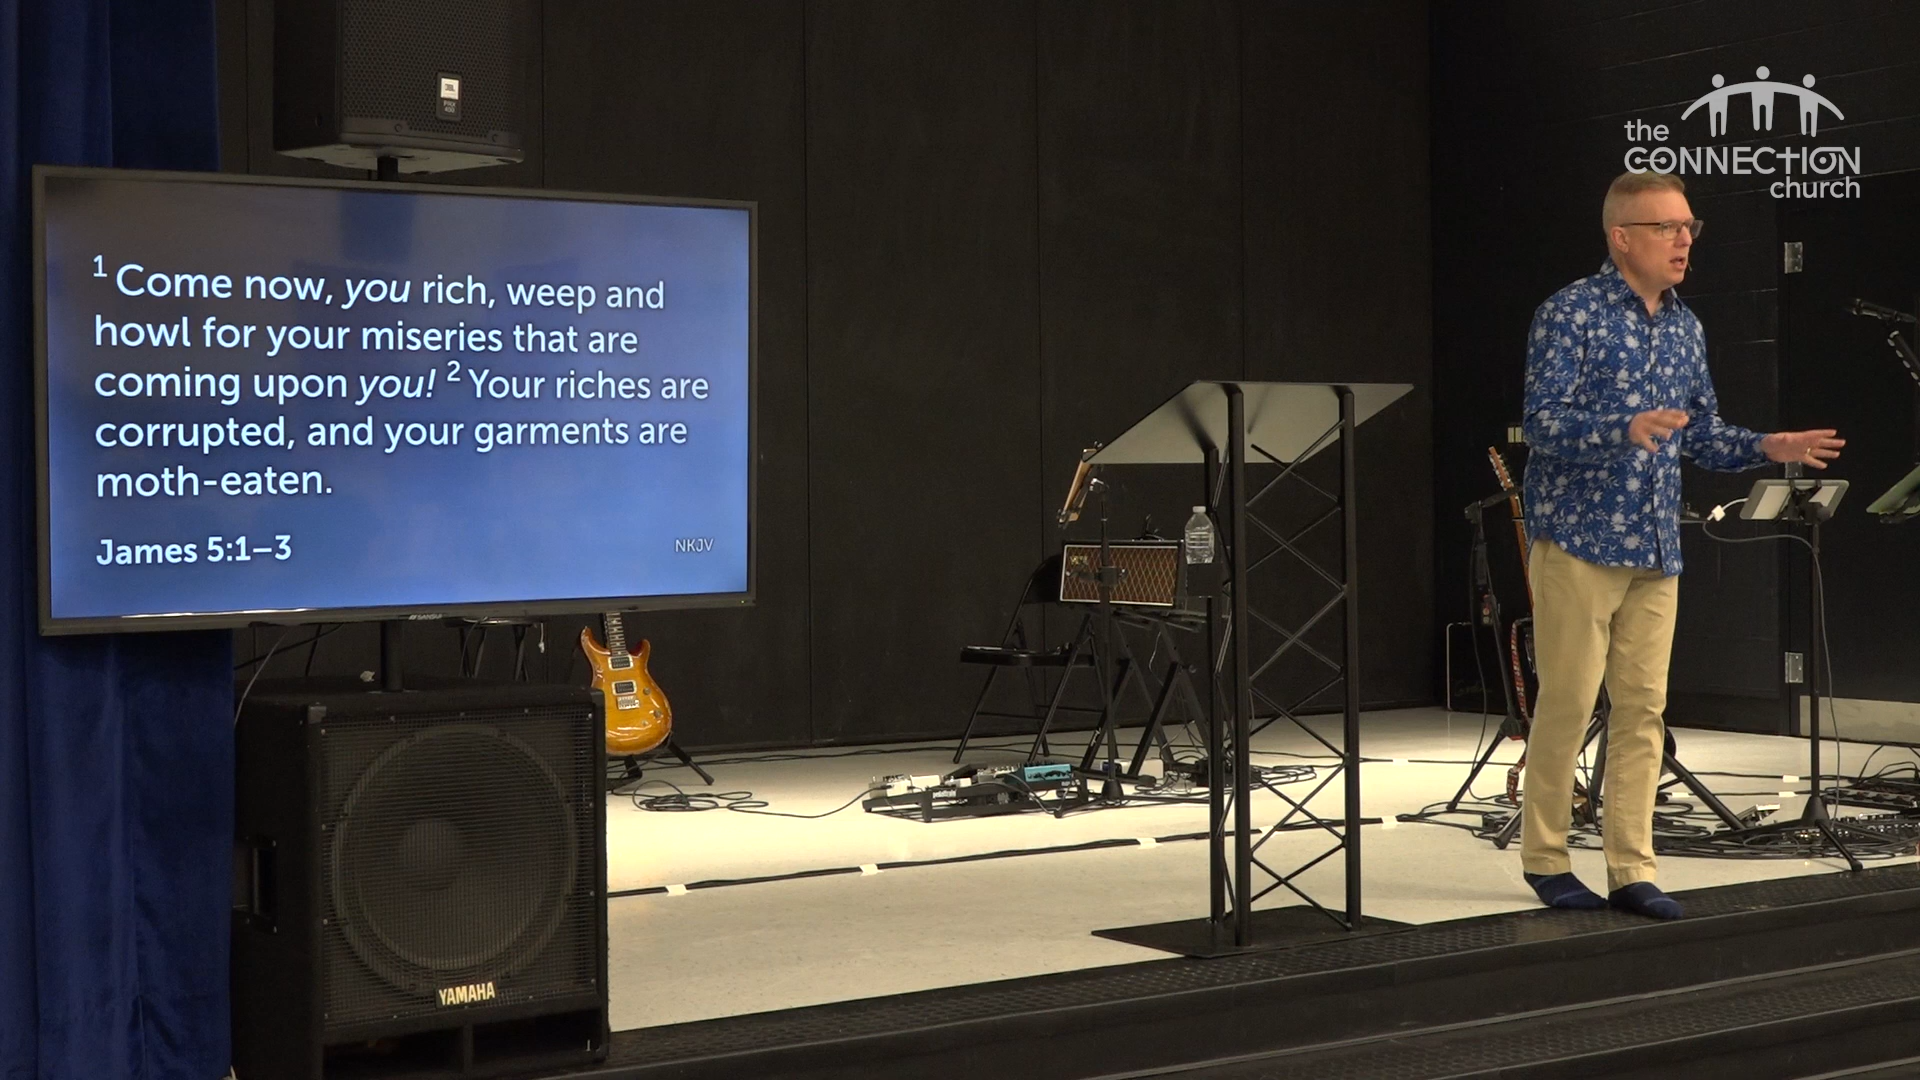 JBL
the
CONNECTION
church
1 Come now, you rich, weep and
howl for your miseries that are
coming upon you! 2 Your riches are
corrupted, and your garments are
moth-eaten.
James 5:1–3
NKJV
VOX
YAMAHA